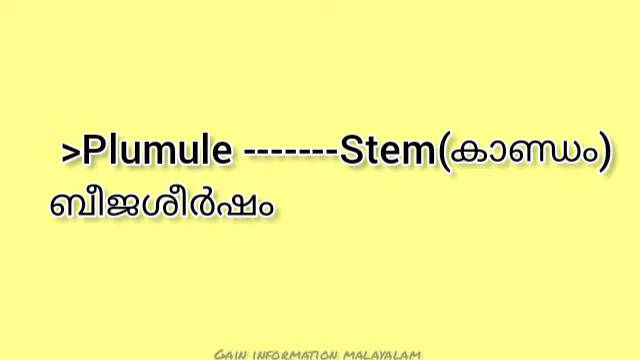 >Plumule -------Stem(കാണ്ഡം)
ബീജശീർഷം
Gain information malayalam